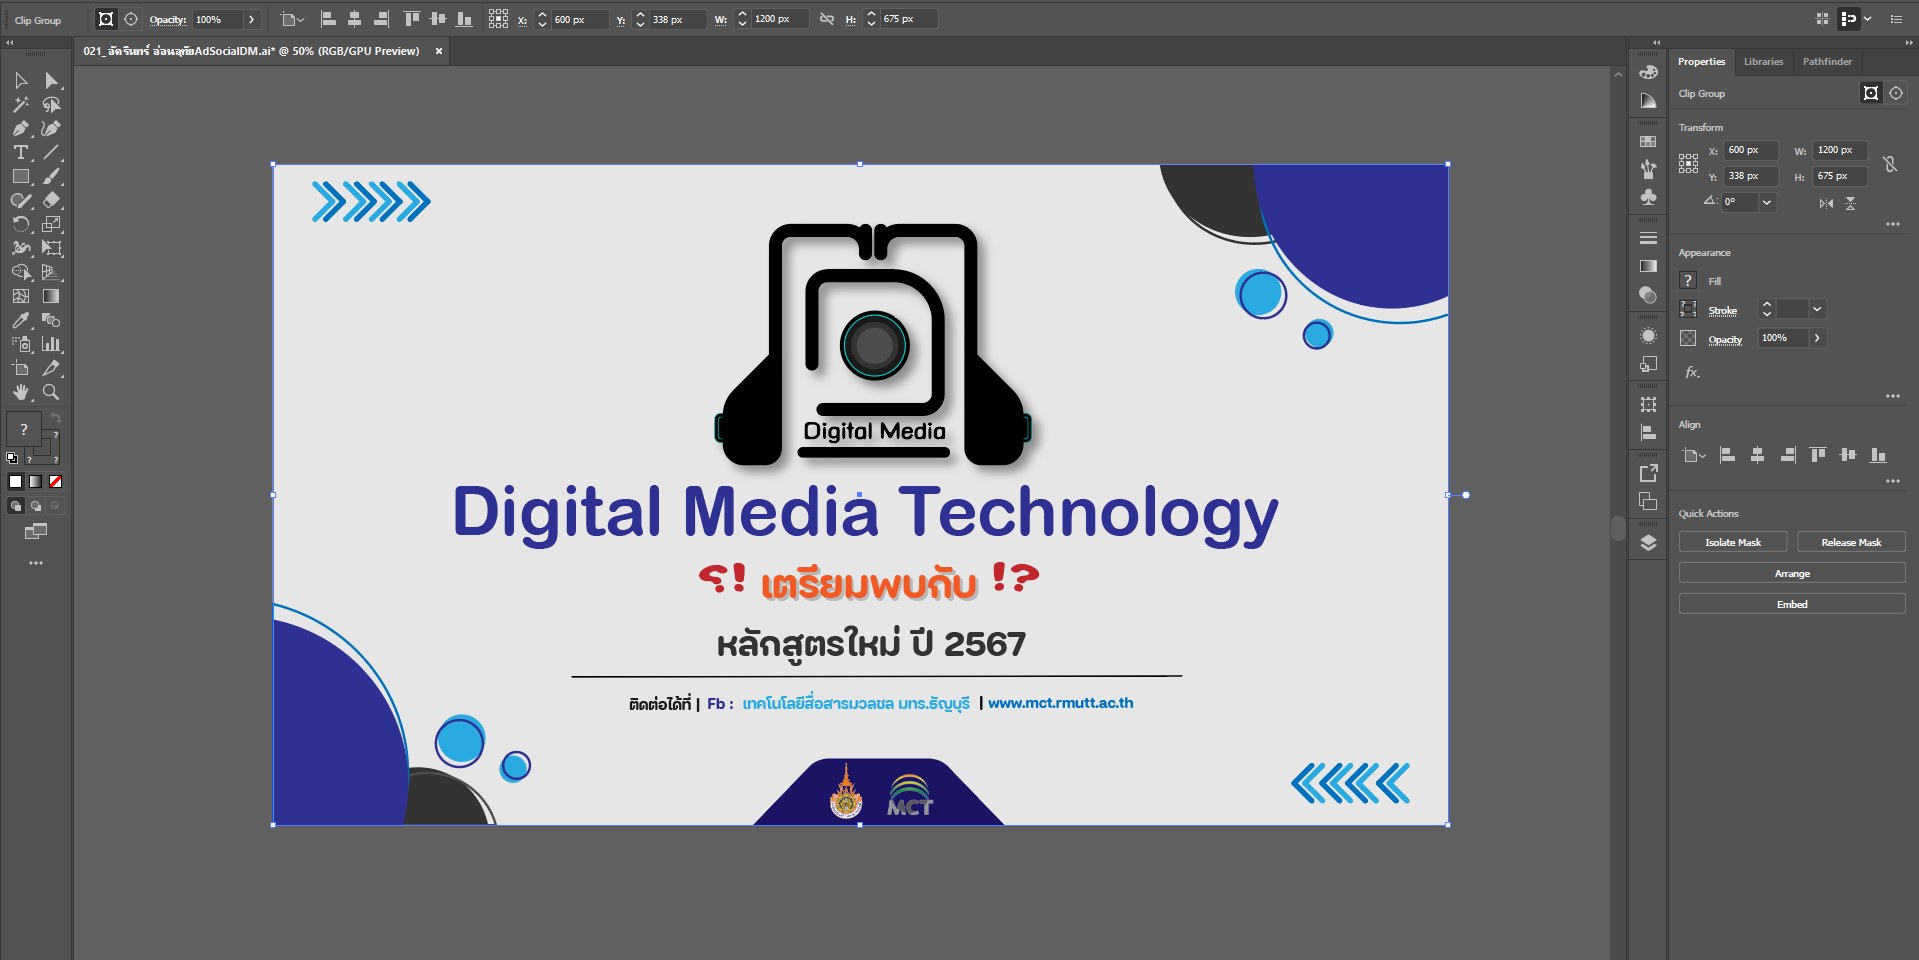 Clip Group
Opacity: 100%
X: 600 px Y: 338 px W: 1200 px H: 675 px
021_อัครินทร์ อ่อนอุทัยAdSocialDM.ai* @ 50% (RGB/GPU Preview) ×
Digital Media
Digital Media Technology
?! เตรียมพบกับ !?
หลักสูตรใหม่ ปี 2567
ติดต่อได้ที่ | Fb : เทคโนโลยีสื่อสารมวลชล มทร.ธัญบุรี | www.mct.rmutt.ac.th
MCT
Properties Libraries Pathfinder
Clip Group
Transform
X: 600 px W: 1200 px
Y: 338 px H: 675 px
0°
Appearance
? Fill
Stroke
Opacity 100%
fx.
Align
Quick Actions
Isolate Mask Release Mask
Arrange
Embed